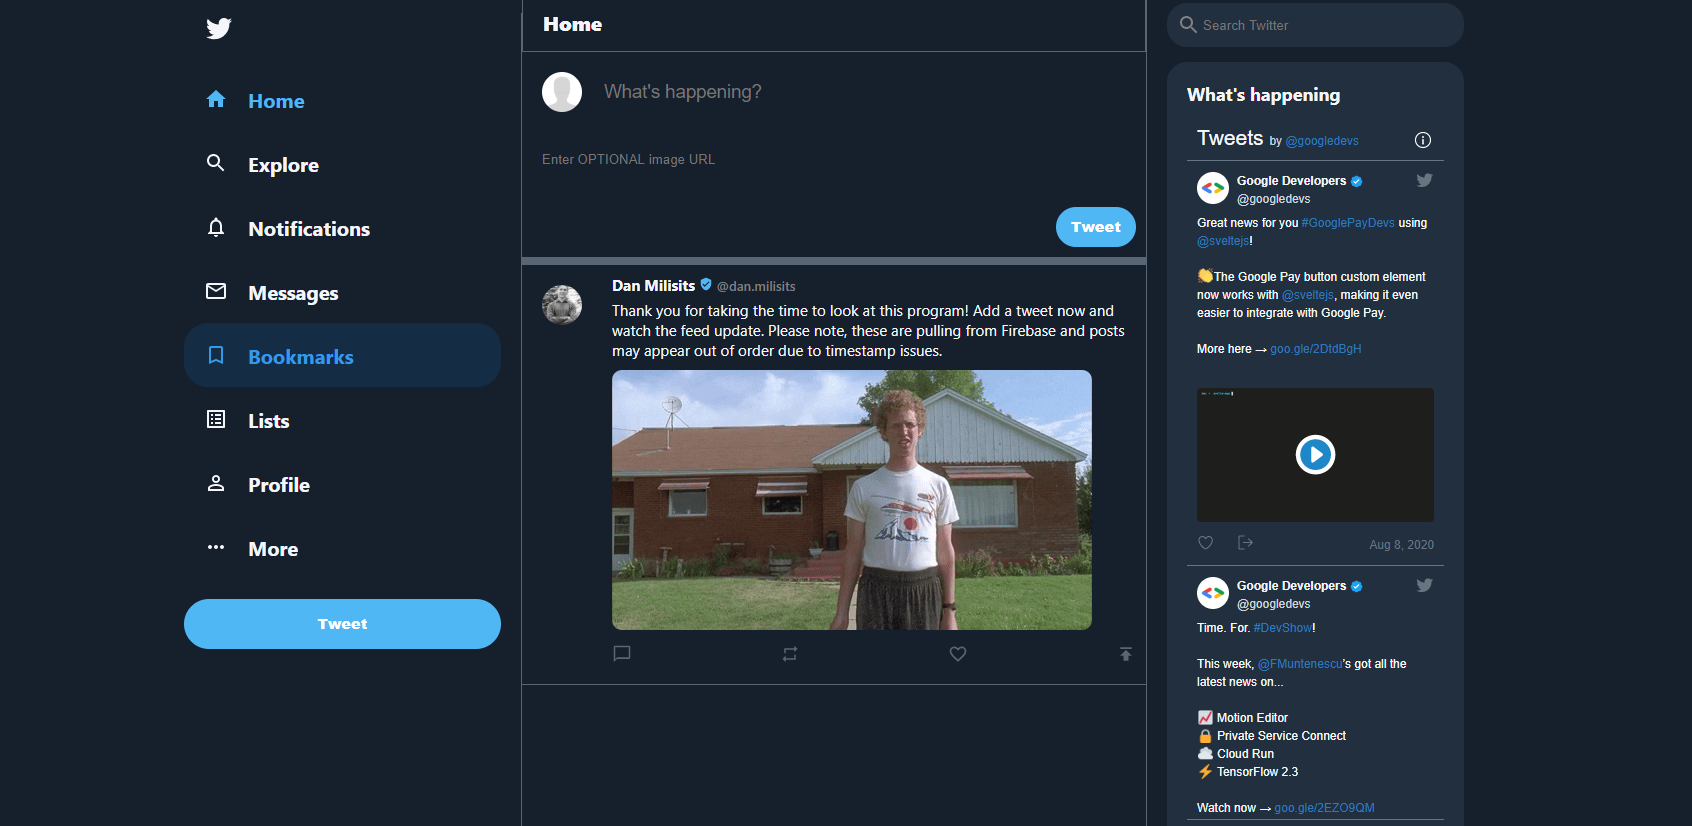 Home
Explore
Notifications
Messages
Bookmarks
Lists
Profile
More
Tweet
Home
What's happening?
Enter OPTIONAL image URL
Tweet
Dan Milisits @dan.milisits
Thank you for taking the time to look at this program! Add a tweet now and
watch the feed update. Please note, these are pulling from Firebase and posts
may appear out of order due to timestamp issues.
Search Twitter
What's happening
Tweets by @googledevs
Google Developers
@googledevs
Great news for you #GooglePayDevs using
@sveltejs!
👏The Google Pay button custom element
now works with @sveltejs, making it even
easier to integrate with Google Pay.
More here → goo.gle/2DtdBgH
Aug 8, 2020
Google Developers
@googledevs
Time. For. #DevShow!
This week, @FMuntenescu's got all the
latest news on...
📈 Motion Editor
🔒 Private Service Connect
☁️ Cloud Run
⚡ TensorFlow 2.3
Watch now → goo.gle/2EZO9QM